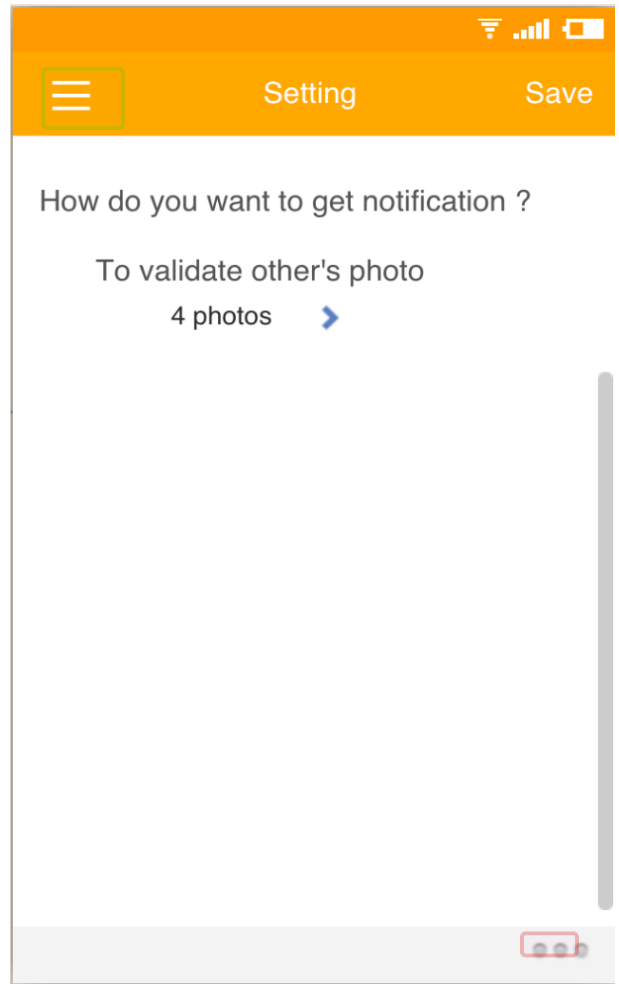 Setting
Save
How do you want to get notification ?
To validate other's photo
4 photos